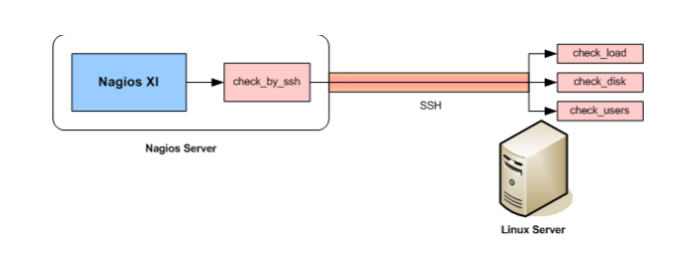 Nagios XI
check_by_ssh
check_load
check_disk
check_users
SSH
Nagios Server
Linux Server